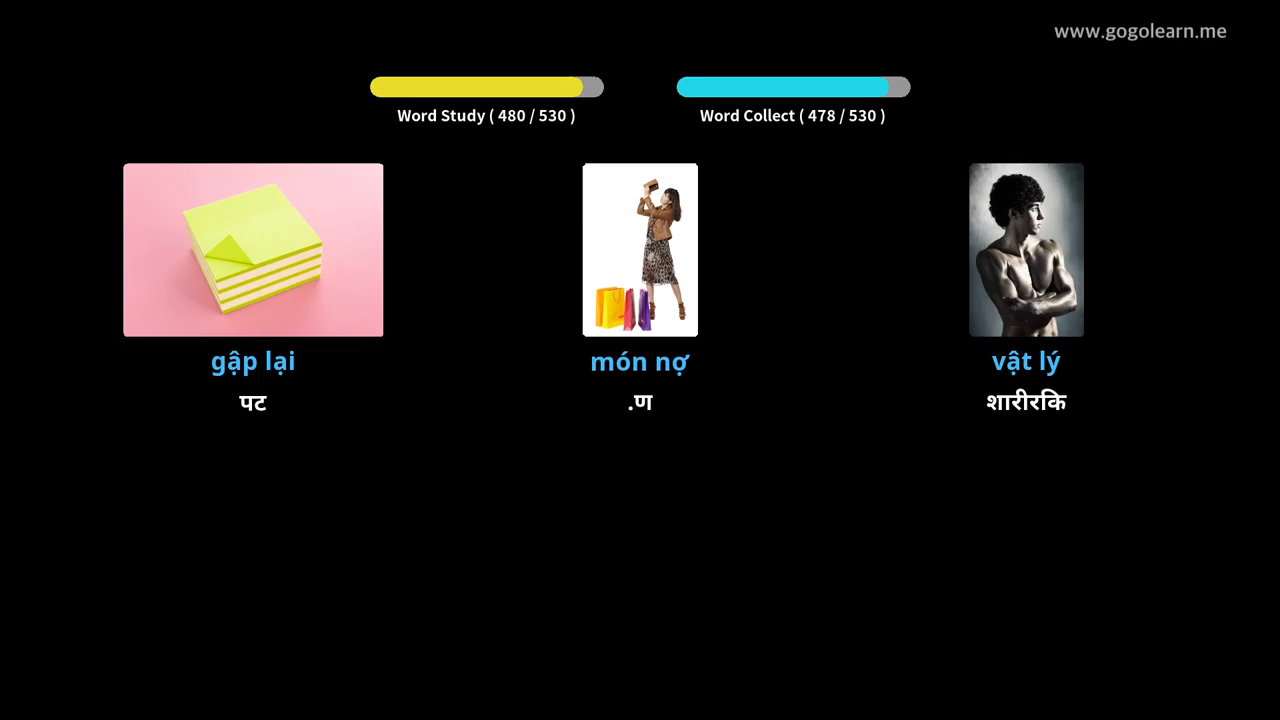 www.gogolearn.me
Word Study ( 480 / 530 )
Word Collect ( 478 / 530 )
gập lại
món nợ
vật lý
पट
.ण
शारीरकि